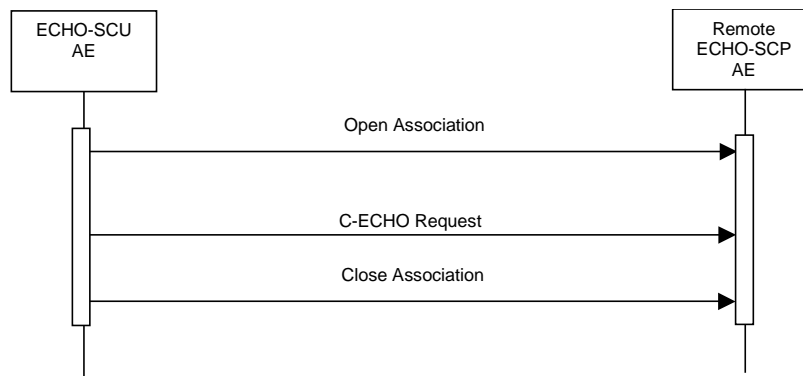 ECHO-SCU
AE
Remote
ECHO-SCP
AE
Open Association
C-ECHO Request
Close Association